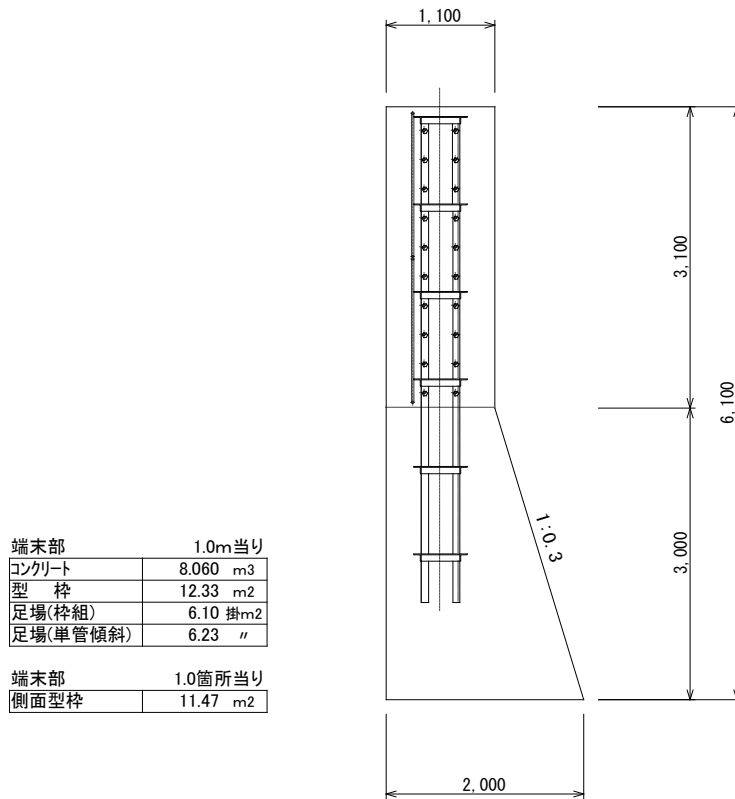 1,100
3,100
6,100
3,000
1:0.3
2,000
端末部 1.0m当り
コンクリート 8.060 m3
型 枠 12.33 m2
足場(枠組) 6.10 掛m2
足場(単管傾斜) 6.23 〃
端末部 1.0箇所当り
側面型枠 11.47 m2